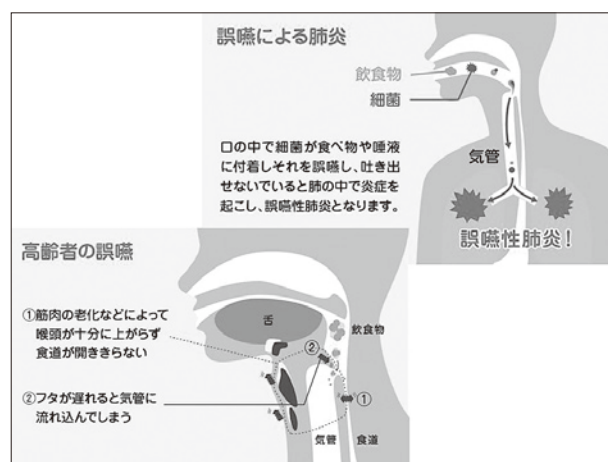 誤嚥による肺炎
飲食物
細菌
口の中で細菌が食べ物や唾液
に付着しそれを誤嚥し、吐き出
せないでいると肺の中で炎症を
起こし、誤嚥性肺炎となります。
気管
誤嚥性肺炎!
高齢者の誤嚥
①筋肉の老化などによって
喉頭が十分に上がらず
食道が開ききらない
②フタが遅れると気管に
流れ込んでしまう
舌
飲食物
②
①
気管
食道